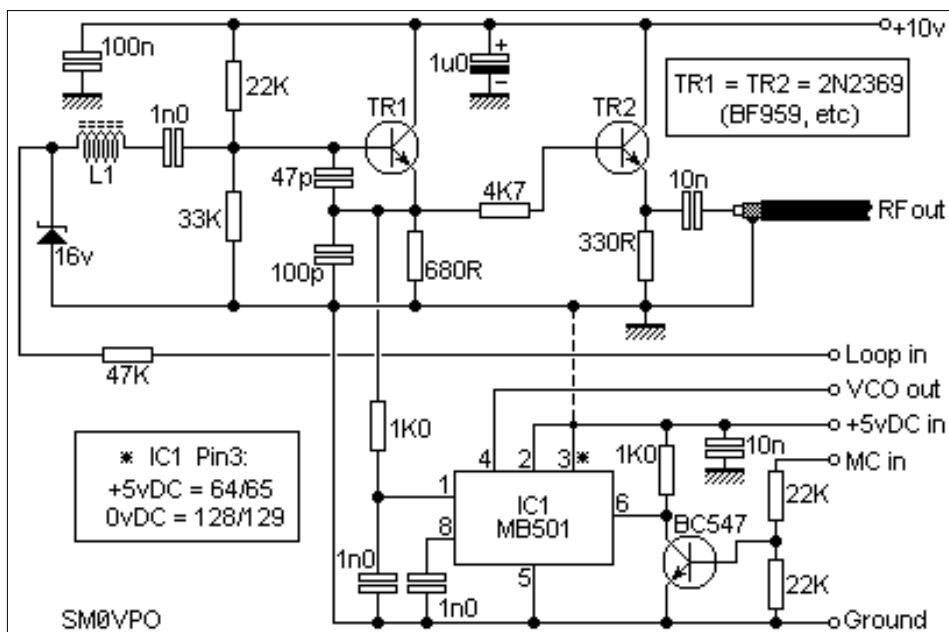 +10v
100n
1u0
+
−
22K
TR1
TR2
TR1 = TR2 = 2N2369
(BF959, etc)
1n0
L1
47p
4K7
10n
RF out
33K
16v
100p
680R
330R
47K
Loop in
VCO out
+5vDC in
MC in
1K0
4
2
3 *
1K0
10n
* IC1 Pin3:
+5vDC = 64/65
0vDC = 128/129
1
8
IC1
MB501
6
5
BC547
22K
22K
1n0
1n0
SM0VPO
Ground